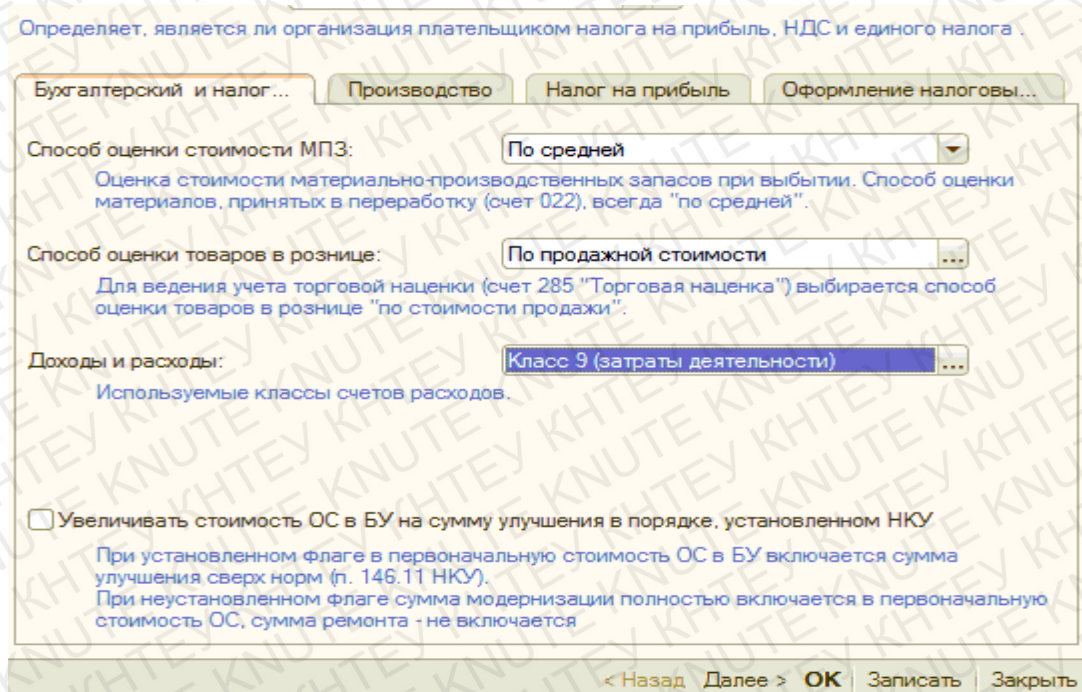 Определяет, является ли организация плательщиком налога на прибыль, НДС и единого налога .
Бухгалтерский и налог... Производство Налог на прибыль Оформление налоговы...
Способ оценки стоимости МПЗ: По средней
Оценка стоимости материально-производственных запасов при выбытии. Способ оценки
материалов, принятых в переработку (счет 022), всегда "по средней".
Способ оценки товаров в рознице: По продажной стоимости ...
Для ведения учета торговой наценки (счет 285 "Торговая наценка") выбирается способ
оценки товаров в рознице "по стоимости продажи".
Доходы и расходы: Класс 9 (затраты деятельности) ...
Используемые классы счетов расходов.
Увеличивать стоимость ОС в БУ на сумму улучшения в порядке, установленном НКУ
При установленном флаге в первоначальную стоимость ОС в БУ включается сумма
улучшения сверх норм (п. 146.11 НКУ).
При неустановленном флаге сумма модернизации полностью включается в первоначальную
стоимость ОС, сумма ремонта - не включается
< Назад Далее > ОК Записать Закрыть